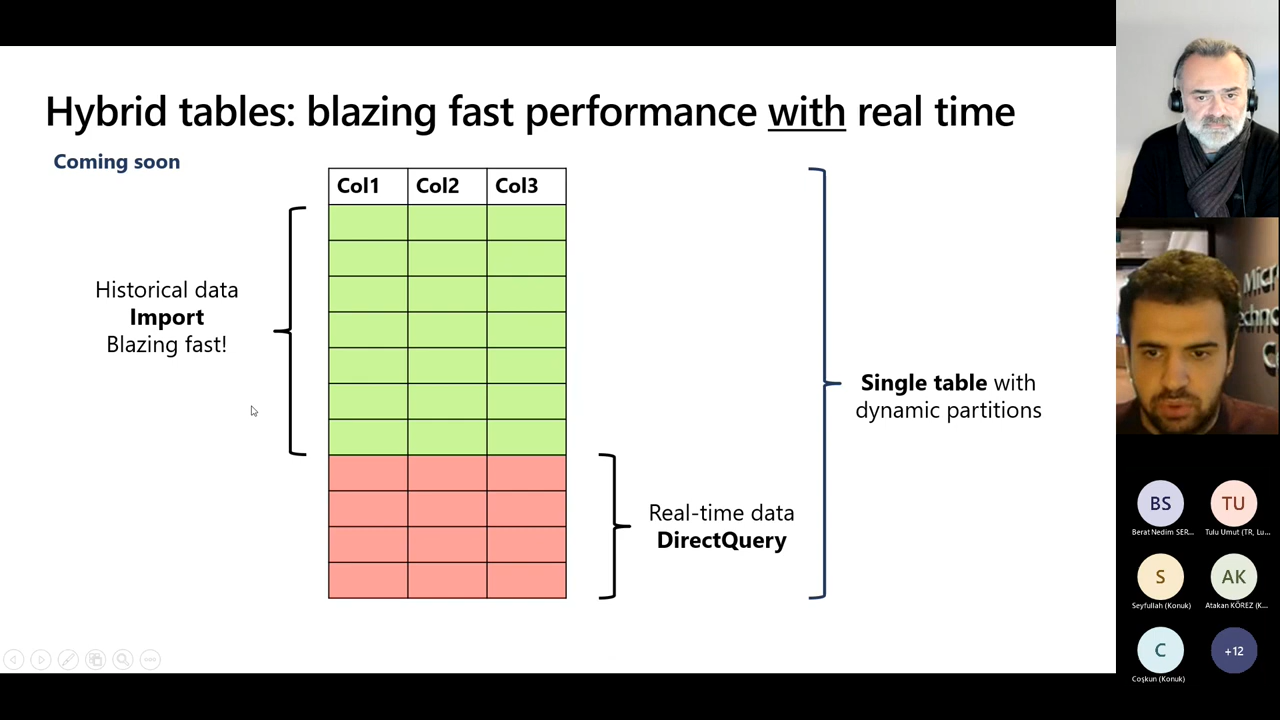 Hybrid tables: blazing fast performance with real time
Coming soon
Col1 Col2 Col3
Historical data
Import
Blazing fast!
Single table with
dynamic partitions
Real-time data
DirectQuery
BS
TU
Berat Nedim SER...
Tulu Umut (TR, Lu...
S
AK
Seyfullah (Konuk)
Atakan KÖREZ (K...
C
+12
Coşkun (Konuk)